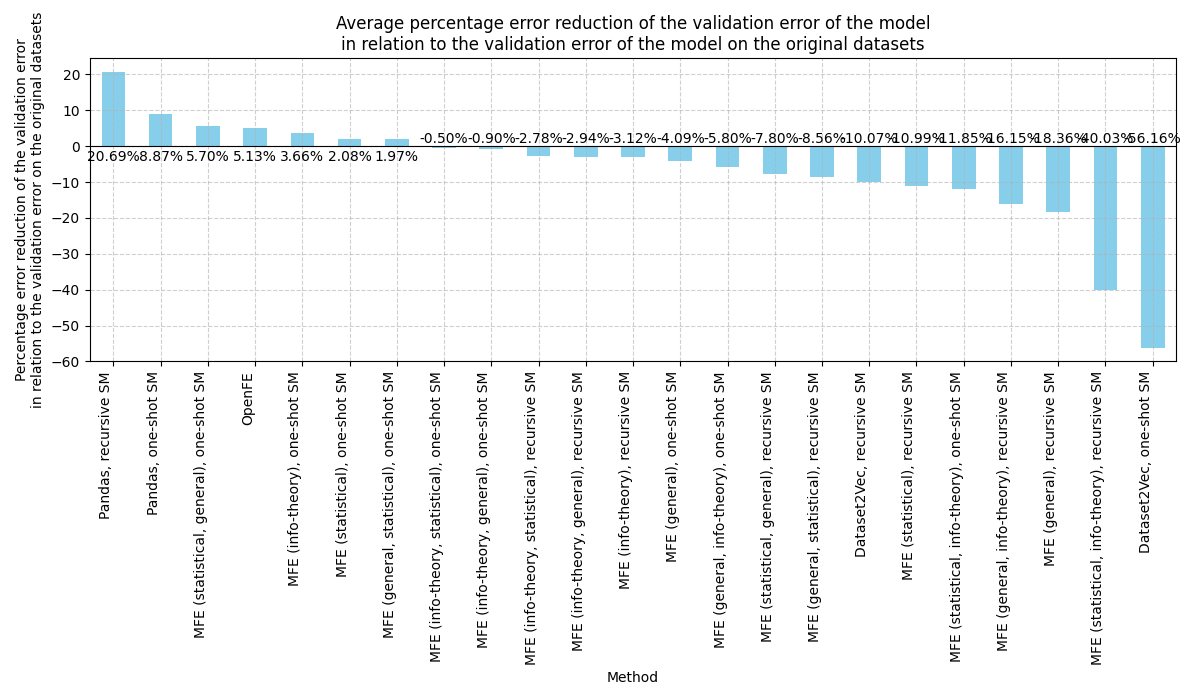 Average percentage error reduction of the validation error of the model
in relation to the validation error of the model on the original datasets
Percentage error reduction of the validation error
in relation to the validation error on the original datasets
20
10
0
−10
−20
−30
−40
−50
−60
20.69%
8.87%
5.70%
5.13%
3.66%
2.08%
1.97%
-0.50%
-0.90%
-2.78%
-2.94%
-3.12%
-4.09%
-5.80%
-7.80%
-8.56%
-10.07%
-10.99%
-11.85%
-16.15%
-18.36%
-40.03%
-56.16%
Pandas, recursive SM
Pandas, one-shot SM
MFE (statistical, general), one-shot SM
OpenFE
MFE (info-theory), one-shot SM
MFE (statistical), one-shot SM
MFE (general, statistical), one-shot SM
MFE (info-theory, statistical), one-shot SM
MFE (info-theory, general), one-shot SM
MFE (info-theory, statistical), recursive SM
MFE (info-theory, general), recursive SM
MFE (info-theory), recursive SM
MFE (general), one-shot SM
MFE (general, info-theory), one-shot SM
MFE (statistical, general), recursive SM
MFE (general, statistical), recursive SM
Dataset2Vec, recursive SM
MFE (statistical), recursive SM
MFE (statistical, info-theory), one-shot SM
MFE (general, info-theory), recursive SM
MFE (general), recursive SM
MFE (statistical, info-theory), recursive SM
Dataset2Vec, one-shot SM
Method